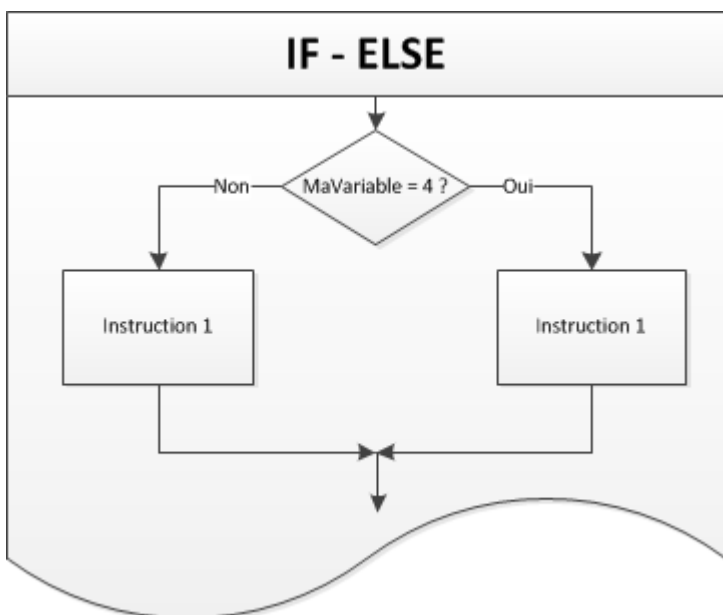 IF - ELSE
MaVariable = 4 ?
Non
Oui
Instruction 1
Instruction 1